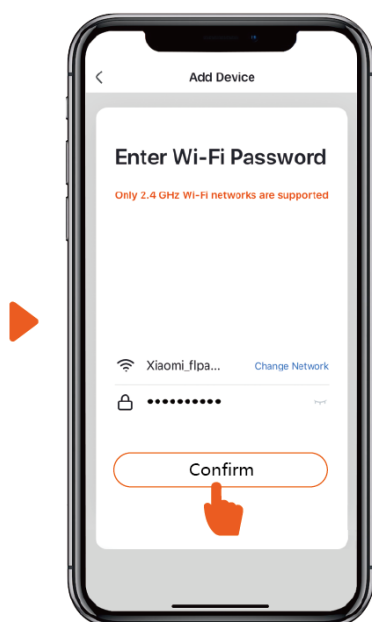 Add Device
Enter Wi-Fi Password
Only 2.4 GHz Wi-Fi networks are supported
Xiaomi_flpa... Change Network
••••••••••
Confirm